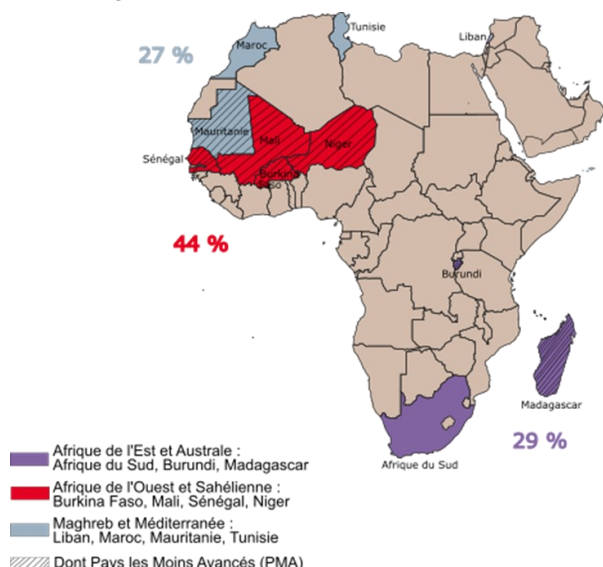 Tunisie
Maroc
Liban
27 %
Mauritanie
Mali
Niger
Sénégal
Burkina
Faso
44 %
Burundi
Madagascar
29 %
Afrique du Sud
Afrique de l'Est et Australe :
Afrique du Sud, Burundi, Madagascar
Afrique de l'Ouest et Sahélienne :
Burkina Faso, Mali, Sénégal, Niger
Maghreb et Méditerranée :
Liban, Maroc, Mauritanie, Tunisie
Dont Pays les Moins Avancés (PMA)